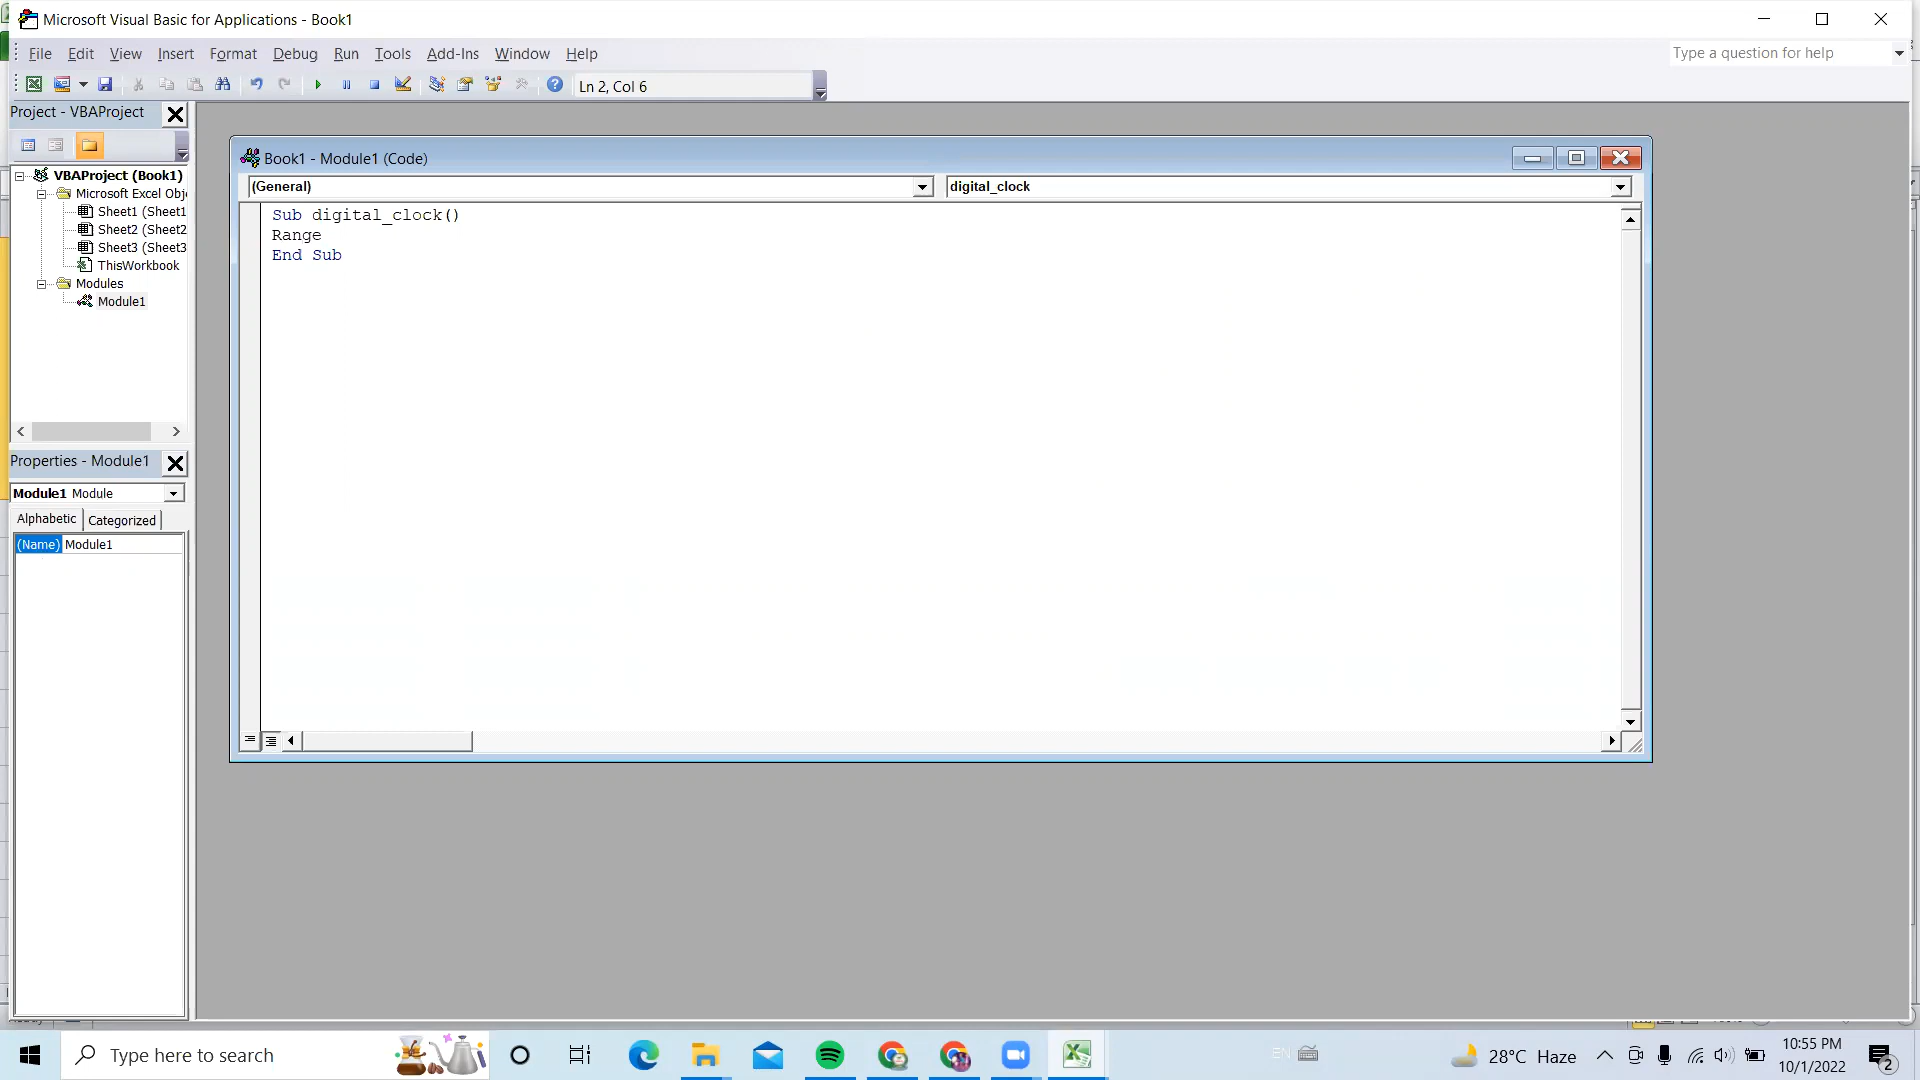 Microsoft Visual Basic for Applications - Book1
File Edit View Insert Format Debug Run Tools Add-Ins Window Help
Type a question for help
Ln 2, Col 6
Project - VBAProject
VBAProject (Book1)
Microsoft Excel Obj
Sheet1 (Sheet1
Sheet2 (Sheet2
Sheet3 (Sheet3
ThisWorkbook
Modules
Module1
Properties - Module1
Module1 Module
Alphabetic Categorized
(Name) Module1
Book1 - Module1 (Code)
(General)
digital_clock
Sub digital_clock()
Range
End Sub
Type here to search
EN
28°C Haze
10:55 PM
10/1/2022
2